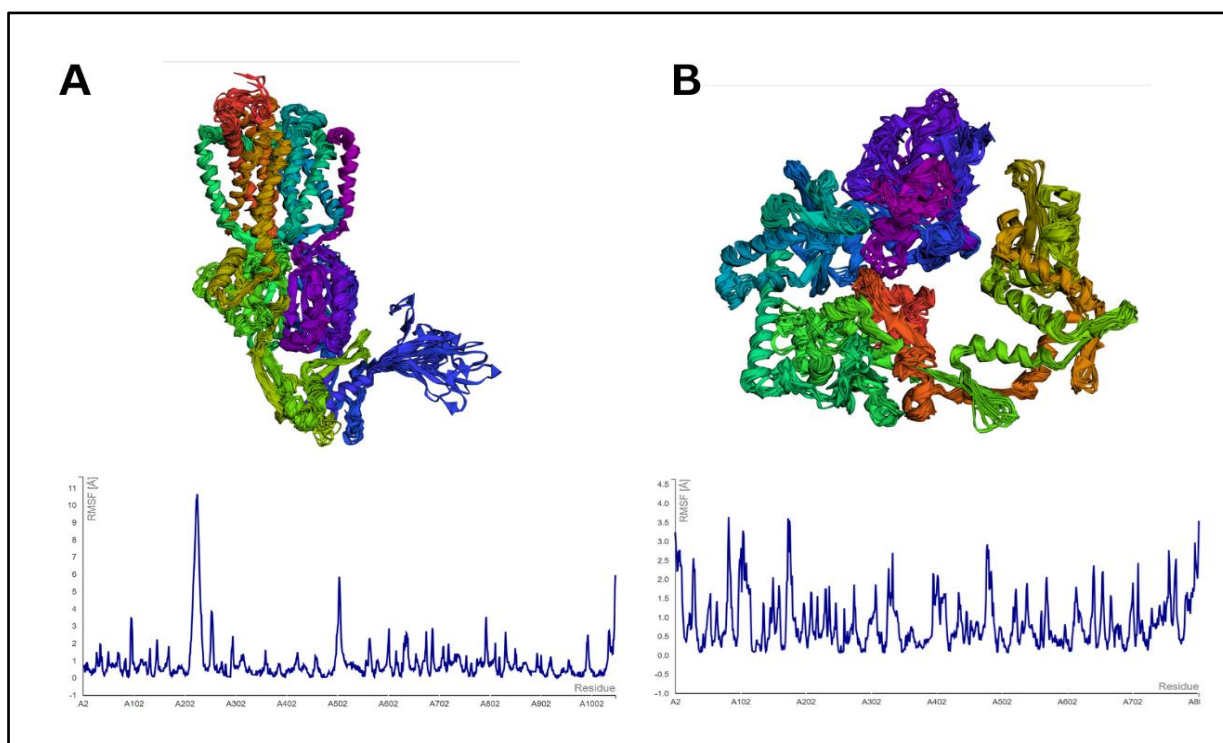 A
B
RMSF [Å]
11
10
9
8
7
6
5
4
3
2
1
0
-1
A2
A102
A202
A302
A402
A502
A602
A702
A802
A902
A1002
Residue
RMSF [Å]
4.5
4.0
3.5
3.0
2.5
2.0
1.5
1.0
0.5
0.0
-0.5
-1.0
A2
A102
A202
A302
A402
A502
A602
A702
Residue